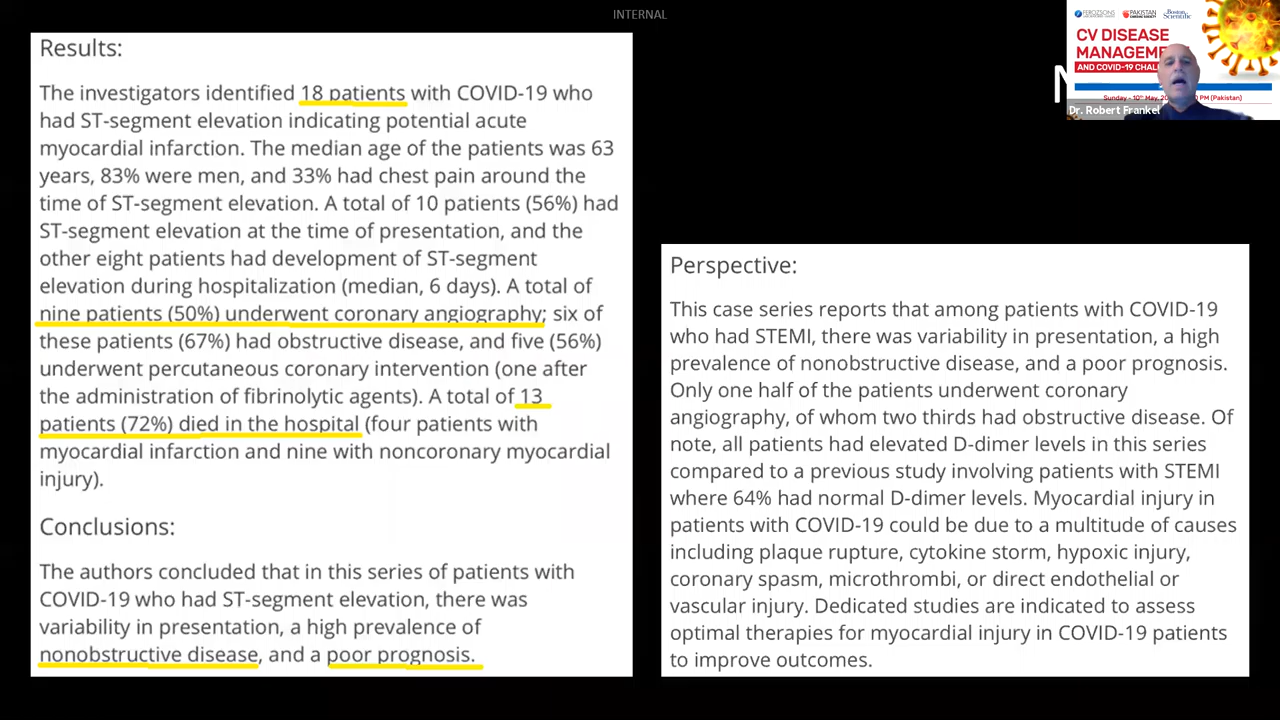 INTERNAL
Results:
The investigators identified 18 patients with COVID-19 who
had ST-segment elevation indicating potential acute
myocardial infarction. The median age of the patients was 63
years, 83% were men, and 33% had chest pain around the
time of ST-segment elevation. A total of 10 patients (56%) had
ST-segment elevation at the time of presentation, and the
other eight patients had development of ST-segment
elevation during hospitalization (median, 6 days). A total of
nine patients (50%) underwent coronary angiography; six of
these patients (67%) had obstructive disease, and five (56%)
underwent percutaneous coronary intervention (one after
the administration of fibrinolytic agents). A total of 13
patients (72%) died in the hospital (four patients with
myocardial infarction and nine with noncoronary myocardial
injury).
Conclusions:
The authors concluded that in this series of patients with
COVID-19 who had ST-segment elevation, there was
variability in presentation, a high prevalence of
nonobstructive disease, and a poor prognosis.
Perspective:
This case series reports that among patients with COVID-19
who had STEMI, there was variability in presentation, a high
prevalence of nonobstructive disease, and a poor prognosis.
Only one half of the patients underwent coronary
angiography, of whom two thirds had obstructive disease. Of
note, all patients had elevated D-dimer levels in this series
compared to a previous study involving patients with STEMI
where 64% had normal D-dimer levels. Myocardial injury in
patients with COVID-19 could be due to a multitude of causes
including plaque rupture, cytokine storm, hypoxic injury,
coronary spasm, microthrombi, or direct endothelial or
vascular injury. Dedicated studies are indicated to assess
optimal therapies for myocardial injury in COVID-19 patients
to improve outcomes.
FEROZSONS
PAKISTAN
Boston
Scientific
CV DISEASE
MANAGEME
AND COVID-19 CHAL
Sunday - 10th May, 20 PM (Pakistan)
Dr. Robert Frankel